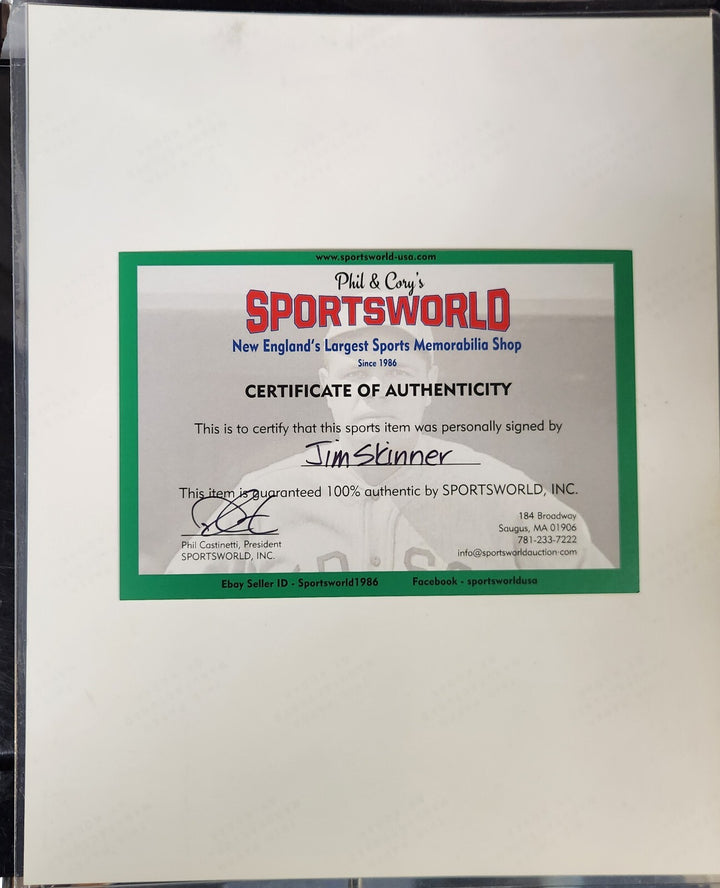 www.sportsworld-usa.com
Phil & Cory's
SPORTSWORLD
New England's Largest Sports Memorabilia Shop
Since 1986
CERTIFICATE OF AUTHENTICITY
This is to certify that this sports item was personally signed by
Jim Skinner
This item is guaranteed 100% authentic by SPORTSWORLD, INC.
Phil Castinetti, President
SPORTSWORLD, INC.
184 Broadway
Saugus, MA 01906
781-233-7222
info@sportsworldauction.com
Ebay Seller ID - Sportsworld1986
Facebook - sportsworldusa